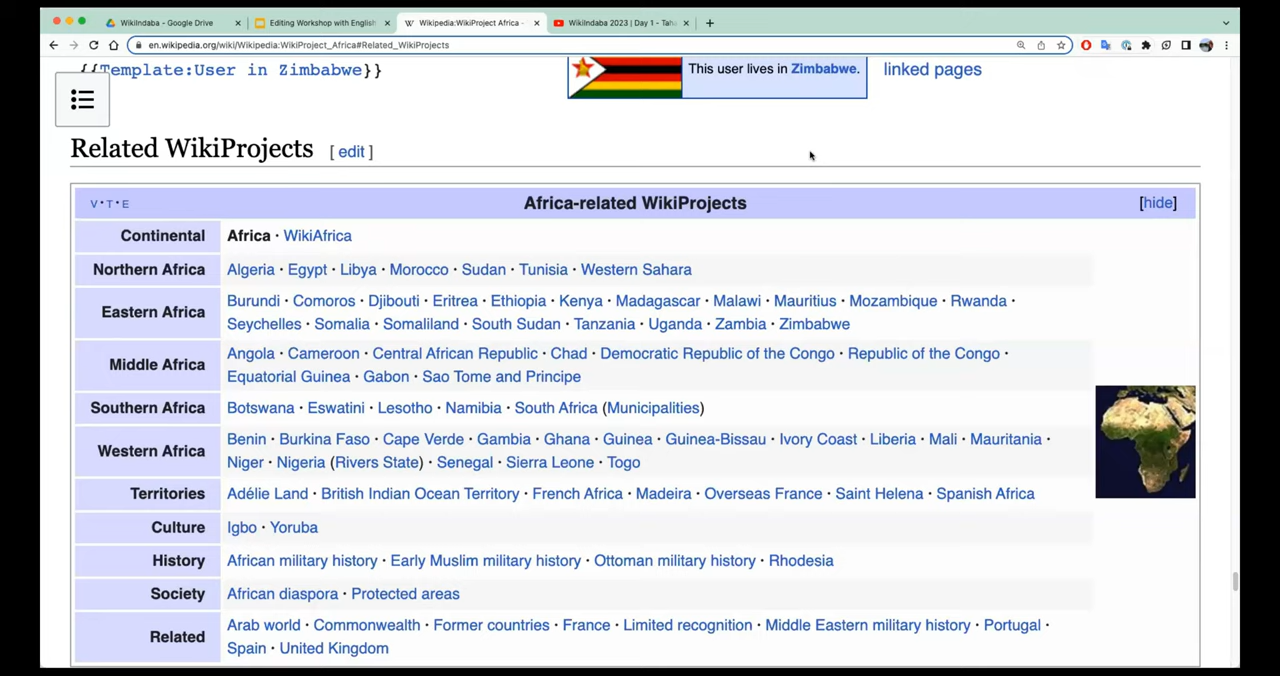 WikiIndaba - Google Drive
Editing Workshop with English
Wikipedia:WikiProject Africa -
WikiIndaba 2023 | Day 1 - Taha
en.wikipedia.org/wiki/Wikipedia:WikiProject_Africa#Related_WikiProjects
{{Template:User in Zimbabwe}}
This user lives in Zimbabwe.
linked pages
Related WikiProjects [ edit ]
V · T · E
Africa-related WikiProjects
[hide]
Continental
Africa · WikiAfrica
Northern Africa
Algeria · Egypt · Libya · Morocco · Sudan · Tunisia · Western Sahara
Eastern Africa
Burundi · Comoros · Djibouti · Eritrea · Ethiopia · Kenya · Madagascar · Malawi · Mauritius · Mozambique · Rwanda ·
Seychelles · Somalia · Somaliland · South Sudan · Tanzania · Uganda · Zambia · Zimbabwe
Middle Africa
Angola · Cameroon · Central African Republic · Chad · Democratic Republic of the Congo · Republic of the Congo ·
Equatorial Guinea · Gabon · Sao Tome and Principe
Southern Africa
Botswana · Eswatini · Lesotho · Namibia · South Africa (Municipalities)
Western Africa
Benin · Burkina Faso · Cape Verde · Gambia · Ghana · Guinea · Guinea-Bissau · Ivory Coast · Liberia · Mali · Mauritania ·
Niger · Nigeria (Rivers State) · Senegal · Sierra Leone · Togo
Territories
Adélie Land · British Indian Ocean Territory · French Africa · Madeira · Overseas France · Saint Helena · Spanish Africa
Culture
Igbo · Yoruba
History
African military history · Early Muslim military history · Ottoman military history · Rhodesia
Society
African diaspora · Protected areas
Related
Arab world · Commonwealth · Former countries · France · Limited recognition · Middle Eastern military history · Portugal ·
Spain · United Kingdom